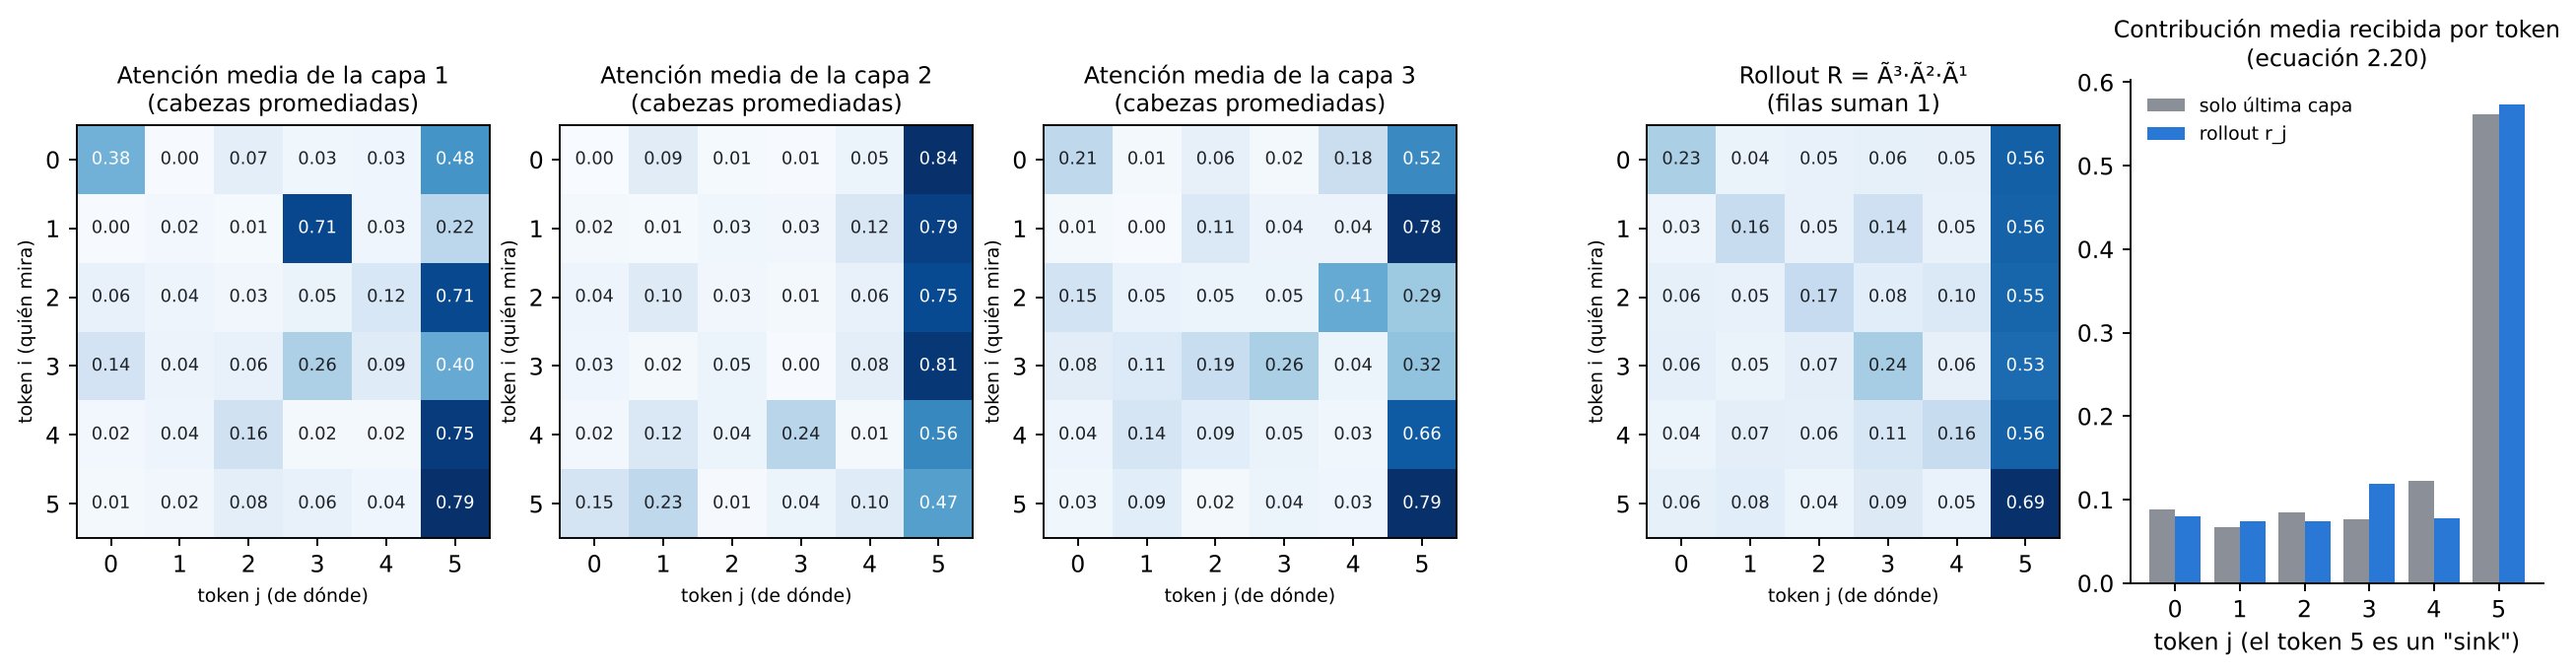 Atención media de la capa 1
(cabezas promediadas)
token i (quién mira)
0 0.38 0.00 0.07 0.03 0.03 0.48
1 0.00 0.02 0.01 0.71 0.03 0.22
2 0.06 0.04 0.03 0.05 0.12 0.71
3 0.14 0.04 0.06 0.26 0.09 0.40
4 0.02 0.04 0.16 0.02 0.02 0.75
5 0.01 0.02 0.08 0.06 0.04 0.79
0 1 2 3 4 5
token j (de dónde)
Atención media de la capa 2
(cabezas promediadas)
token i (quién mira)
0 0.00 0.09 0.01 0.01 0.05 0.84
1 0.02 0.01 0.03 0.03 0.12 0.79
2 0.04 0.10 0.03 0.01 0.06 0.75
3 0.03 0.02 0.05 0.00 0.08 0.81
4 0.02 0.12 0.04 0.24 0.01 0.56
5 0.15 0.23 0.01 0.04 0.10 0.47
0 1 2 3 4 5
token j (de dónde)
Atención media de la capa 3
(cabezas promediadas)
token i (quién mira)
0 0.21 0.01 0.06 0.02 0.18 0.52
1 0.01 0.00 0.11 0.04 0.04 0.78
2 0.15 0.05 0.05 0.05 0.41 0.29
3 0.08 0.11 0.19 0.26 0.04 0.32
4 0.04 0.14 0.09 0.05 0.03 0.66
5 0.03 0.09 0.02 0.04 0.03 0.79
0 1 2 3 4 5
token j (de dónde)
Rollout R = Ã³·Ã²·Ã¹
(filas suman 1)
token i (quién mira)
0 0.23 0.04 0.05 0.06 0.05 0.56
1 0.03 0.16 0.05 0.14 0.05 0.56
2 0.06 0.05 0.17 0.08 0.10 0.55
3 0.06 0.05 0.07 0.24 0.06 0.53
4 0.04 0.07 0.06 0.11 0.16 0.56
5 0.06 0.08 0.04 0.09 0.05 0.69
0 1 2 3 4 5
token j (de dónde)
Contribución media recibida por token
(ecuación 2.20)
solo última capa
rollout r_j
0.6
0.5
0.4
0.3
0.2
0.1
0.0
0 1 2 3 4 5
token j (el token 5 es un "sink")